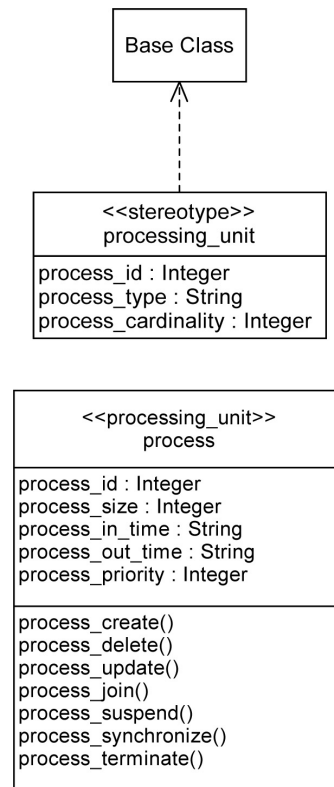 Base Class
<<stereotype>>
processing_unit
process_id : Integer
process_type : String
process_cardinality : Integer
<<processing_unit>>
process
process_id : Integer
process_size : Integer
process_in_time : String
process_out_time : String
process_priority : Integer
process_create()
process_delete()
process_update()
process_join()
process_suspend()
process_synchronize()
process_terminate()